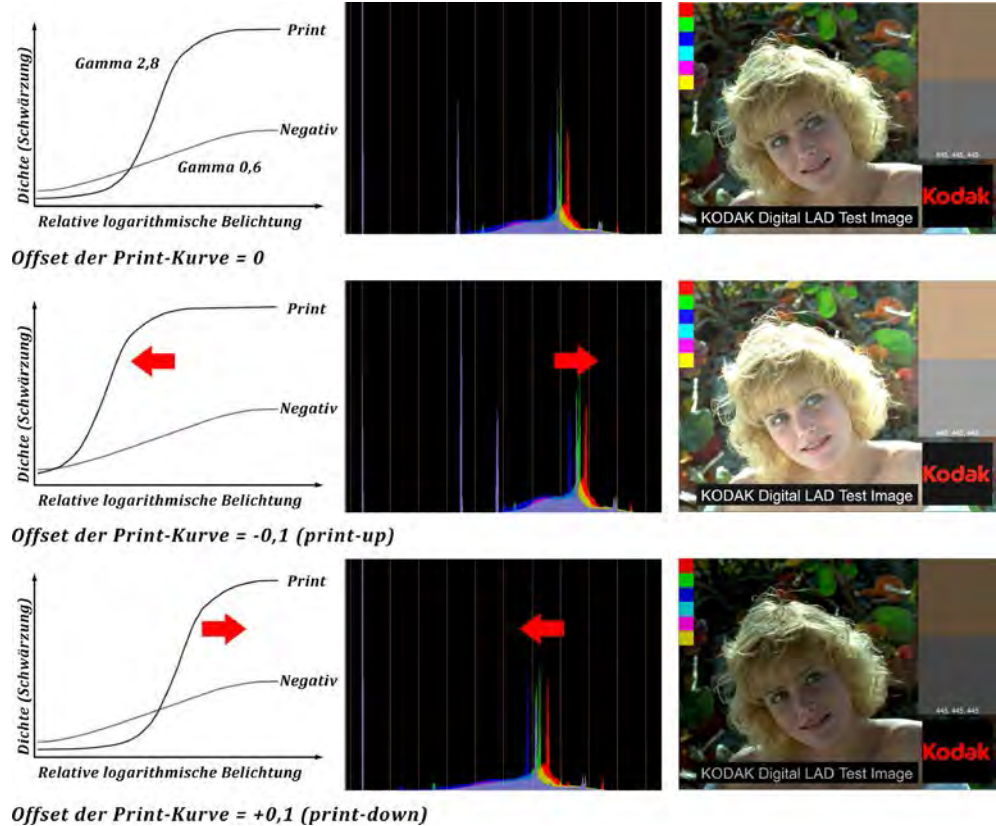 Dichte (Schwärzung)
Print
Gamma 2,8
Negativ
Gamma 0,6
Relative logarithmische Belichtung
445, 445, 445
Kodak
KODAK Digital LAD Test Image
Offset der Print-Kurve = 0
Dichte (Schwärzung)
Print
Negativ
Relative logarithmische Belichtung
445, 445, 445
Kodak
KODAK Digital LAD Test Image
Offset der Print-Kurve = -0,1 (print-up)
Dichte (Schwärzung)
Print
Negativ
Relative logarithmische Belichtung
445, 445, 445
Kodak
KODAK Digital LAD Test Image
Offset der Print-Kurve = +0,1 (print-down)